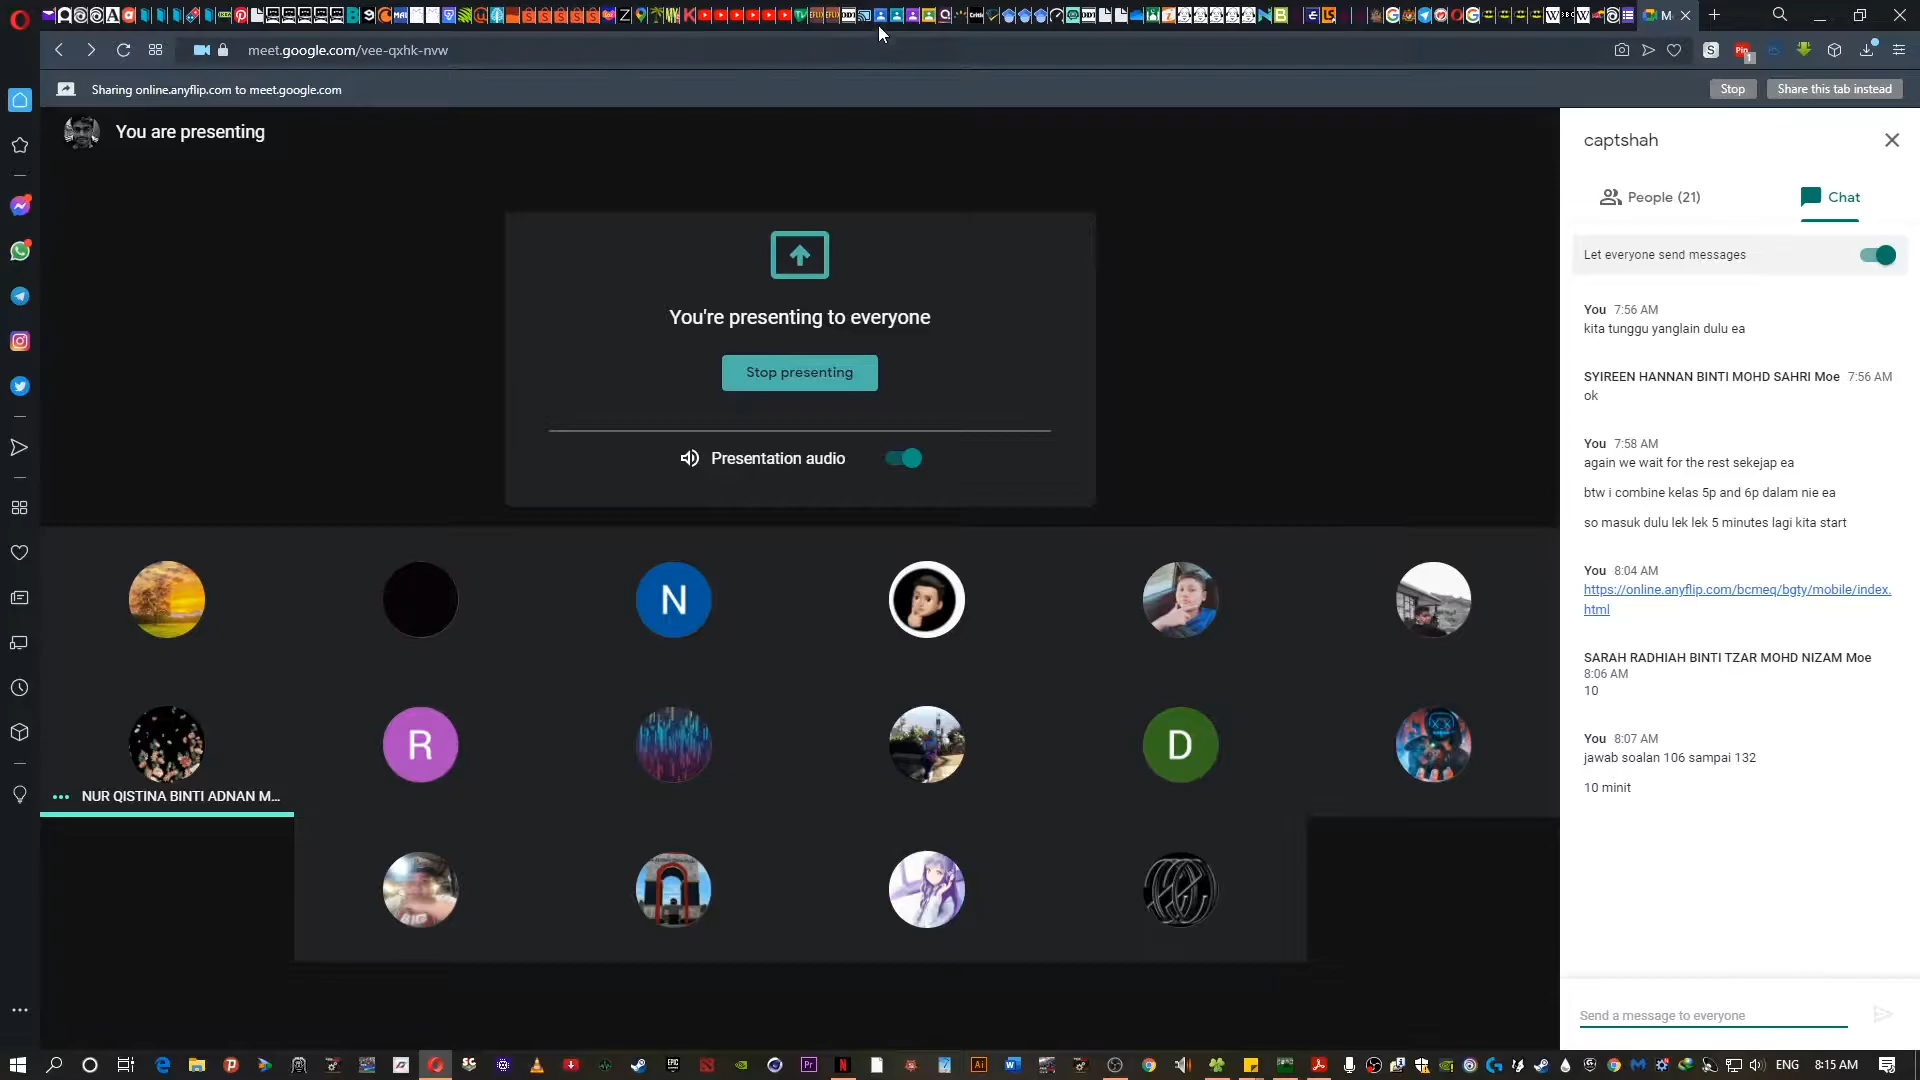 M
meet.google.com/vee-qxhk-nvw
Sharing online.anyflip.com to meet.google.com
Stop
Share this tab instead
You are presenting
captshah
People (21)
Chat
Let everyone send messages
You're presenting to everyone
Stop presenting
Presentation audio
You 7:56 AM
kita tunggu yanglain dulu ea
SYIREEN HANNAN BINTI MOHD SAHRI Moe 7:56 AM
ok
You 7:58 AM
again we wait for the rest sekejap ea
btw i combine kelas 5p and 6p dalam nie ea
so masuk dulu lek lek 5 minutes lagi kita start
You 8:04 AM
https://online.anyflip.com/bcmeq/bgty/mobile/index.
html
SARAH RADHIAH BINTI TZAR MOHD NIZAM Moe
8:06 AM
10
You 8:07 AM
jawab soalan 106 sampai 132
10 minit
N
R
D
NUR QISTINA BINTI ADNAN M...
Send a message to everyone
ENG
8:15 AM